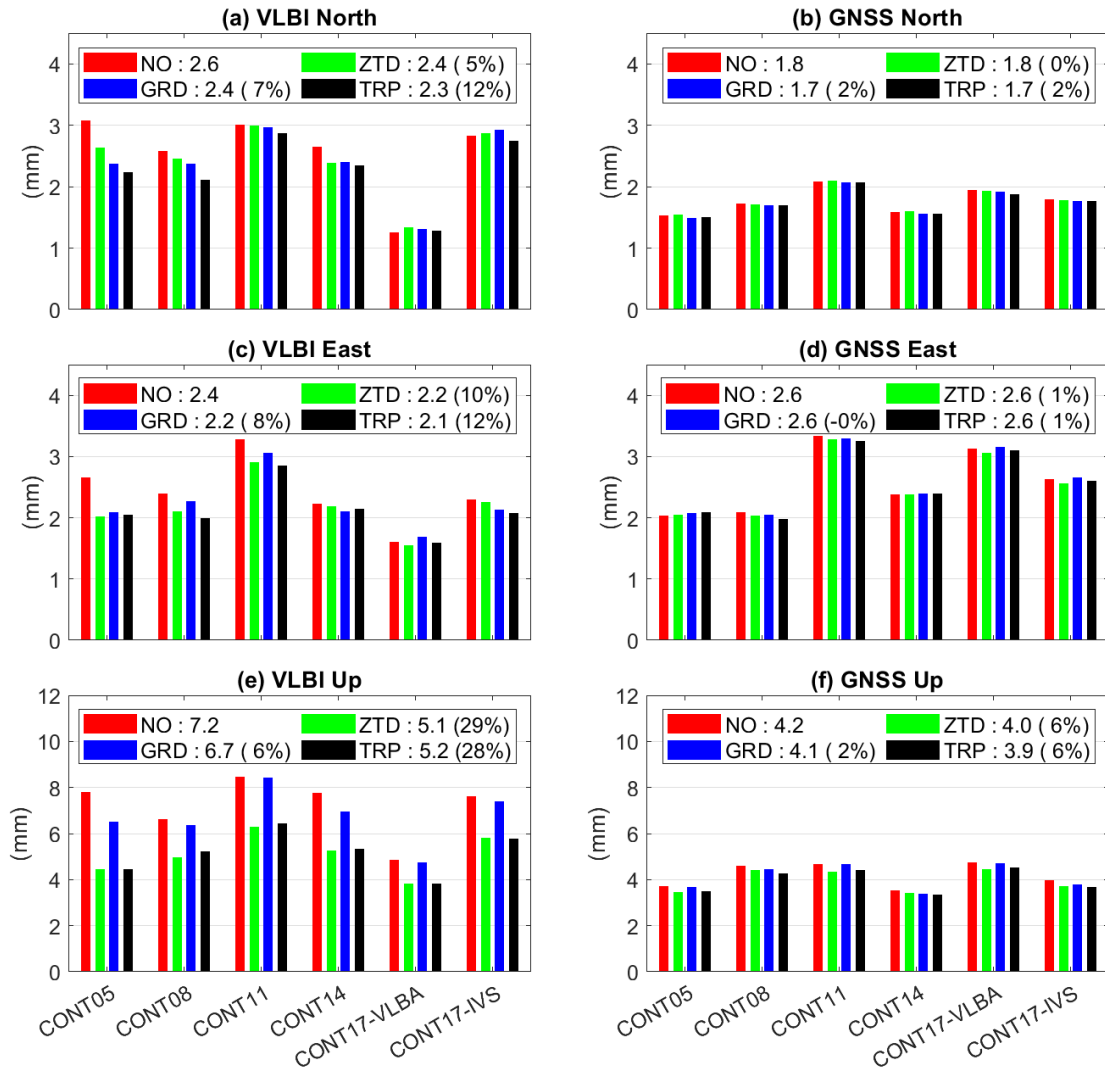 (a) VLBI North
NO : 2.6
ZTD : 2.4 ( 5%)
GRD : 2.4 ( 7%)
TRP : 2.3 (12%)
4
3
2
1
0
(mm)
(b) GNSS North
NO : 1.8
ZTD : 1.8 ( 0%)
GRD : 1.7 ( 2%)
TRP : 1.7 ( 2%)
4
3
2
1
0
(mm)
(c) VLBI East
NO : 2.4
ZTD : 2.2 (10%)
GRD : 2.2 ( 8%)
TRP : 2.1 (12%)
4
3
2
1
0
(mm)
(d) GNSS East
NO : 2.6
ZTD : 2.6 ( 1%)
GRD : 2.6 (-0%)
TRP : 2.6 ( 1%)
4
3
2
1
0
(mm)
(e) VLBI Up
NO : 7.2
ZTD : 5.1 (29%)
GRD : 6.7 ( 6%)
TRP : 5.2 (28%)
12
10
8
6
4
2
0
(mm)
CONT05
CONT08
CONT11
CONT14
CONT17-VLBA
CONT17-IVS
(f) GNSS Up
NO : 4.2
ZTD : 4.0 ( 6%)
GRD : 4.1 ( 2%)
TRP : 3.9 ( 6%)
12
10
8
6
4
2
0
(mm)
CONT05
CONT08
CONT11
CONT14
CONT17-VLBA
CONT17-IVS